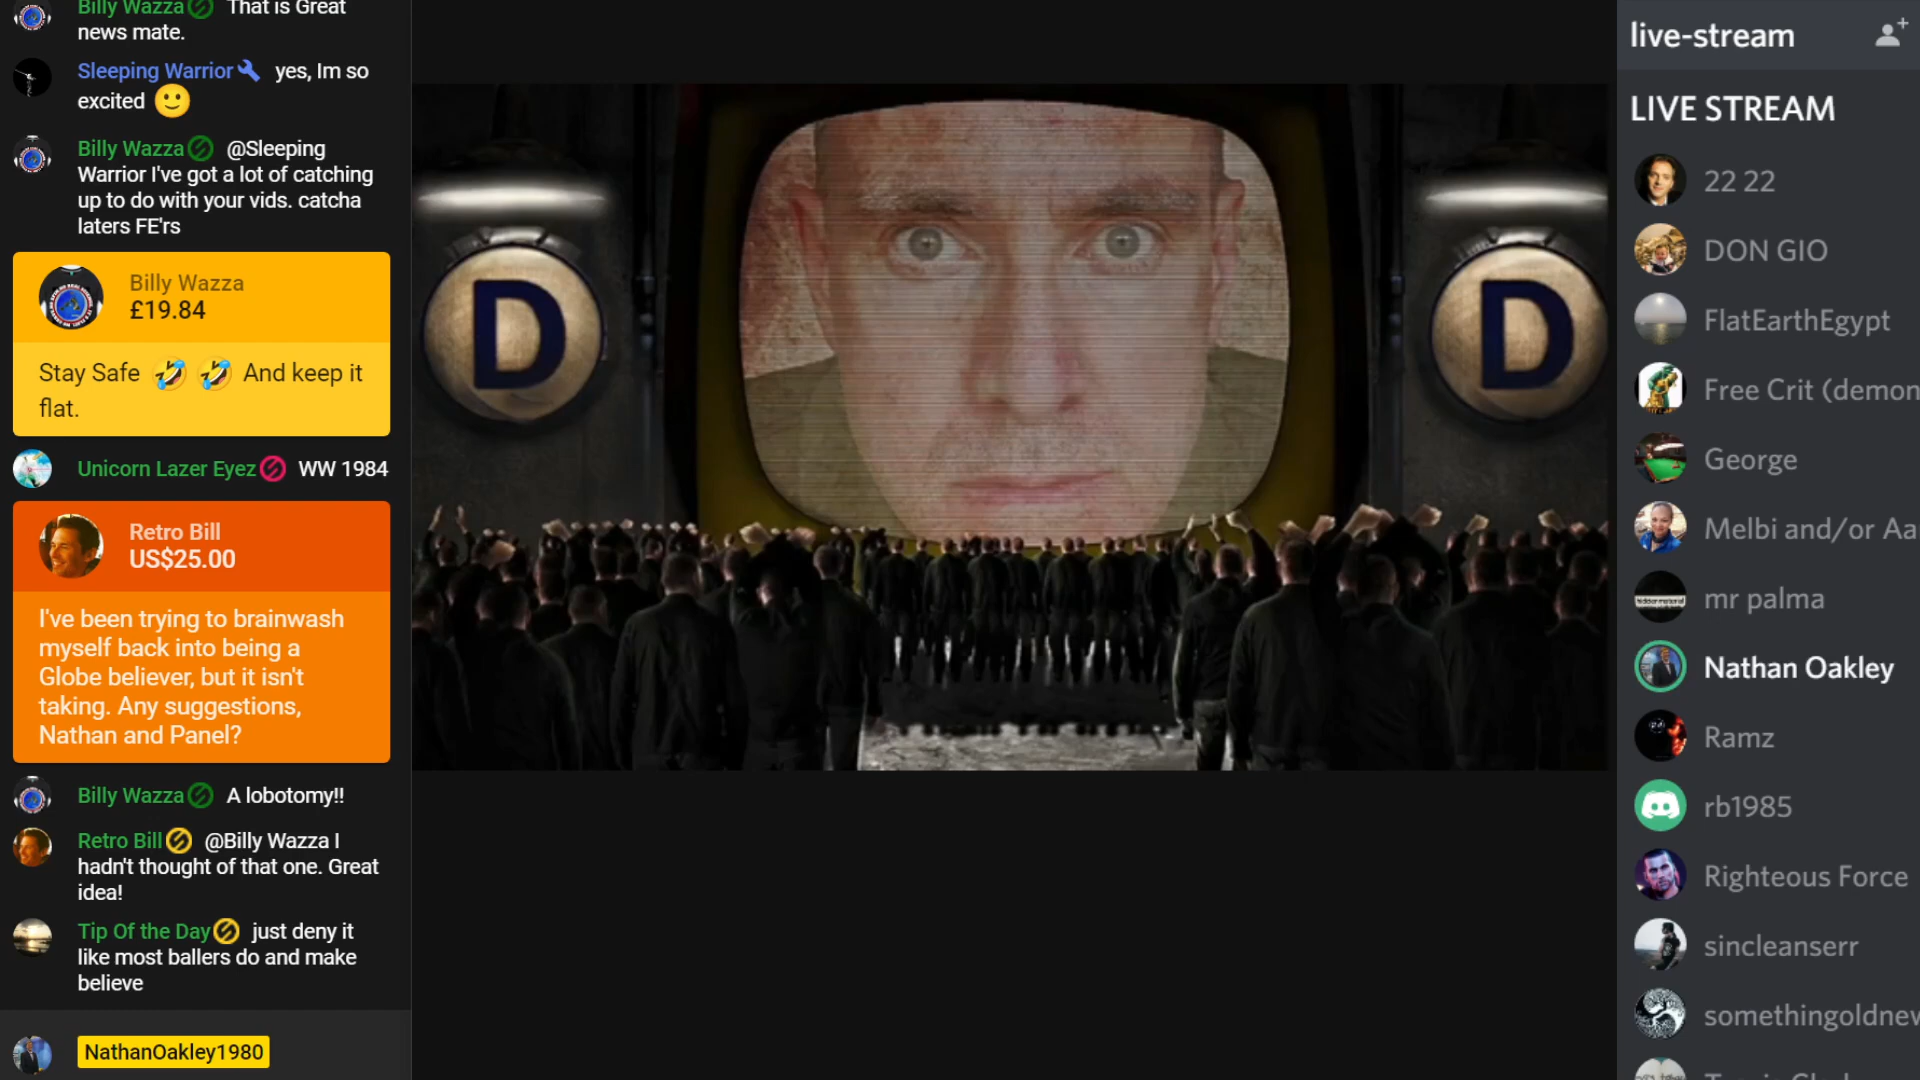 Billy Wazza That is Great
news mate.
Sleeping Warrior yes, Im so
excited
Billy Wazza @Sleeping
Warrior I've got a lot of catching
up to do with your vids. catcha
laters FE'rs
Billy Wazza
£19.84
Stay Safe 🤣 🤣 And keep it
flat.
Unicorn Lazer Eyez WW 1984
Retro Bill
US$25.00
I've been trying to brainwash
myself back into being a
Globe believer, but it isn't
taking. Any suggestions,
Nathan and Panel?
Billy Wazza A lobotomy!!
Retro Bill @Billy Wazza I
hadn't thought of that one. Great
idea!
Tip Of the Day just deny it
like most ballers do and make
believe
NathanOakley1980
D
D
live-stream
LIVE STREAM
22 22
DON GIO
FlatEarthEgypt
Free Crit (demon
George
Melbi and/or Aa
mr palma
Nathan Oakley
Ramz
rb1985
Righteous Force
sincleanserr
somethingoldnew